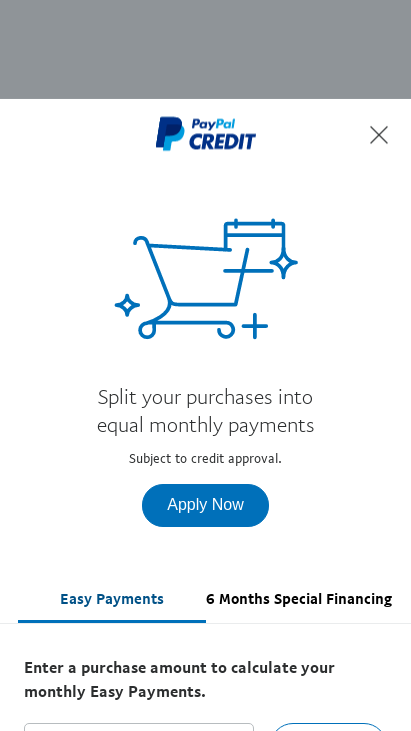 PayPal
CREDIT
Split your purchases into
equal monthly payments
Subject to credit approval.
Apply Now
Easy Payments
6 Months Special Financing
Enter a purchase amount to calculate your
monthly Easy Payments.